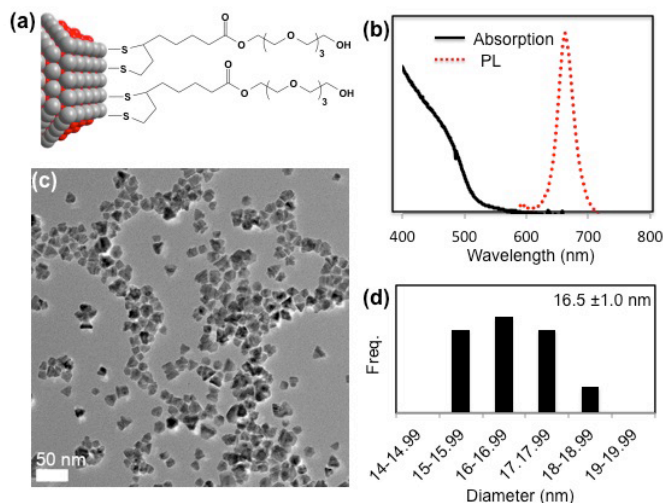 (a)
S
S
O
O
O
3
OH
S
S
O
O
O
3
OH
(b)
Absorption
PL
400 500 600 700 800
Wavelength (nm)
(c)
50 nm
(d)
16.5 ±1.0 nm
Freq.
14-14.99
15-15.99
16-16.99
17.17.99
18-18.99
19-19.99
Diameter (nm)